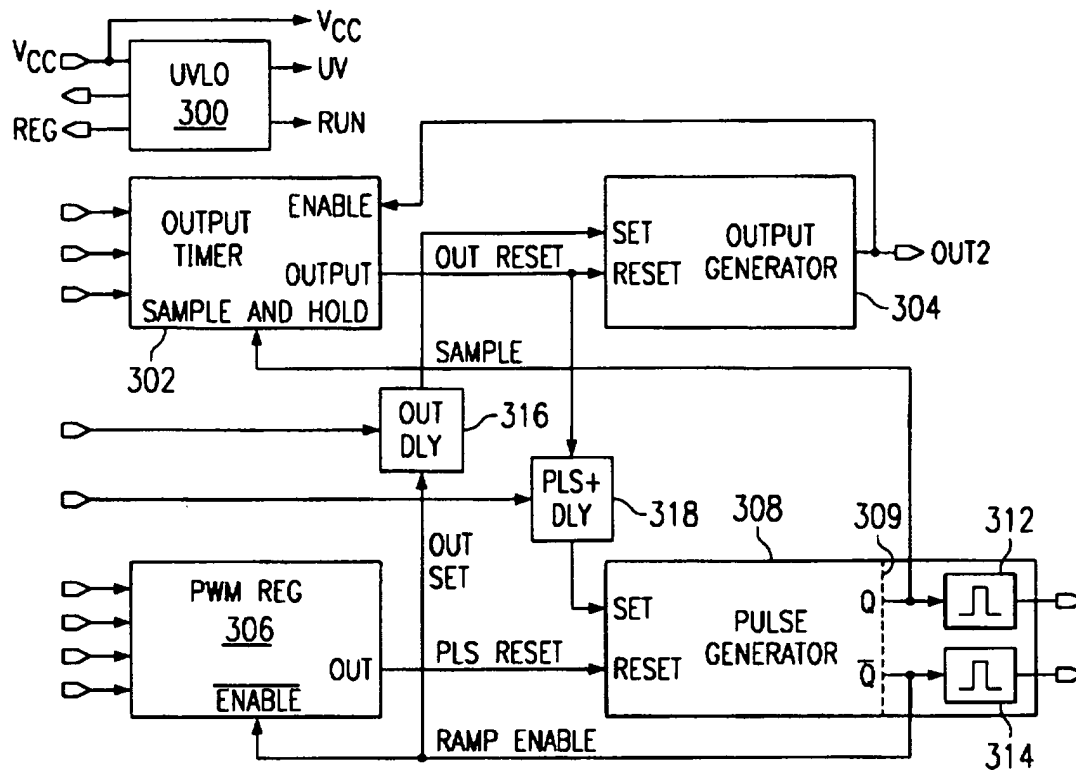 V_CC
V_CC
UVLO
300
UV
REG
RUN
OUTPUT TIMER
ENABLE
OUTPUT
SAMPLE AND HOLD
302
OUT RESET
SET
RESET
OUTPUT GENERATOR
OUT2
304
SAMPLE
OUT DLY
316
PLS+ DLY
318
OUT SET
308
309
312
PWM REG
306
OUT
E̅N̅A̅B̅L̅E̅
PLS RESET
SET
RESET
PULSE GENERATOR
Q
Q̅
RAMP ENABLE
314